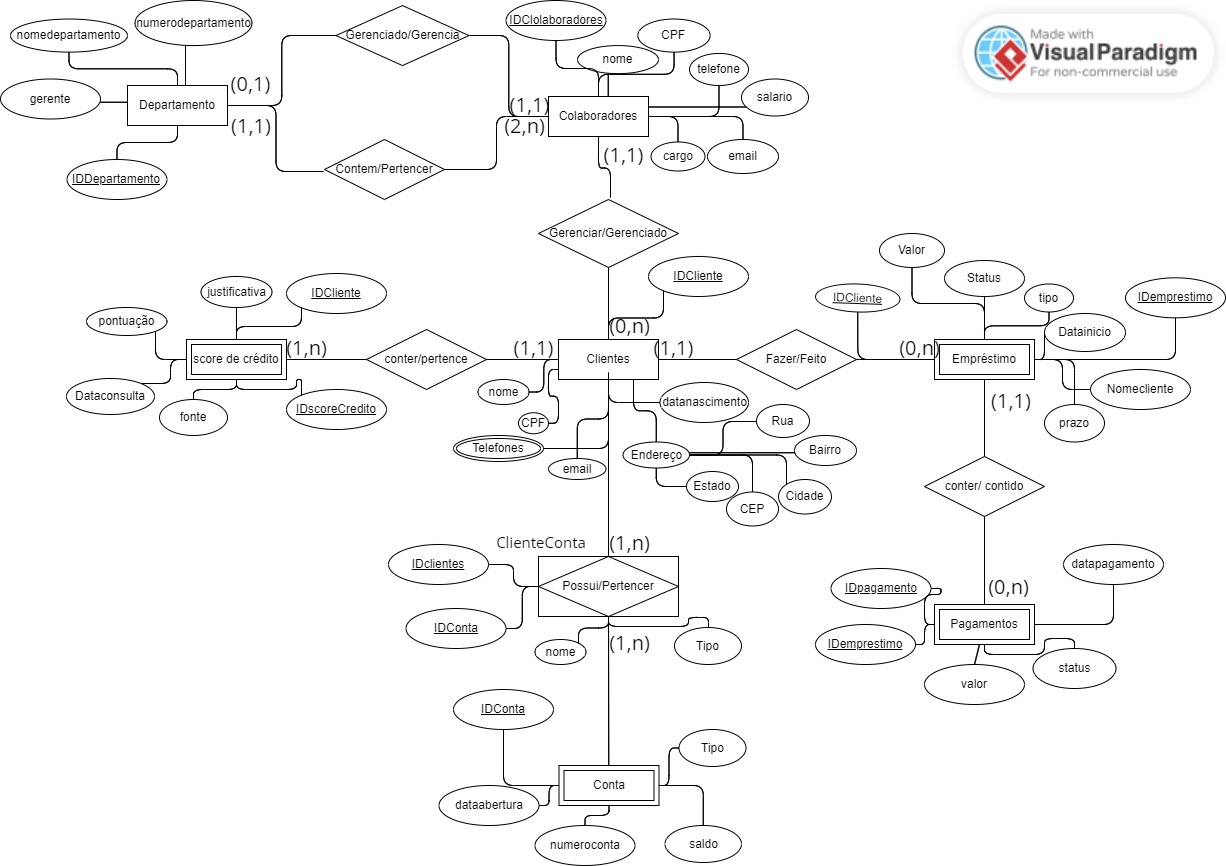 Made with
VisualParadigm
For non-commercial use
nomedepartamento
numerodepartamento
gerente
Departamento
IDDepartamento
(0,1)
(1,1)
Gerenciado/Gerencia
Contem/Pertencer
IDClolaboradores
nome
CPF
telefone
salario
(1,1)
(2,n)
Colaboradores
cargo
email
(1,1)
Gerenciar/Gerenciado
IDCliente
(0,n)
justificativa
IDCliente
pontuação
score de crédito
(1,n)
Dataconsulta
fonte
IDscoreCredito
conter/pertence
(1,1)
Clientes
(1,1)
nome
CPF
Telefones
email
datanascimento
Endereço
Rua
Bairro
Estado
CEP
Cidade
Fazer/Feito
Valor
Status
IDCliente
tipo
IDemprestimo
Datainicio
(0,n)
Empréstimo
Nomecliente
prazo
(1,1)
conter/ contido
(0,n)
IDpagamento
datapagamento
Pagamentos
IDemprestimo
valor
status
ClienteConta
(1,n)
IDclientes
Possui/Pertencer
IDConta
nome
(1,n)
Tipo
IDConta
Tipo
Conta
dataabertura
numeroconta
saldo